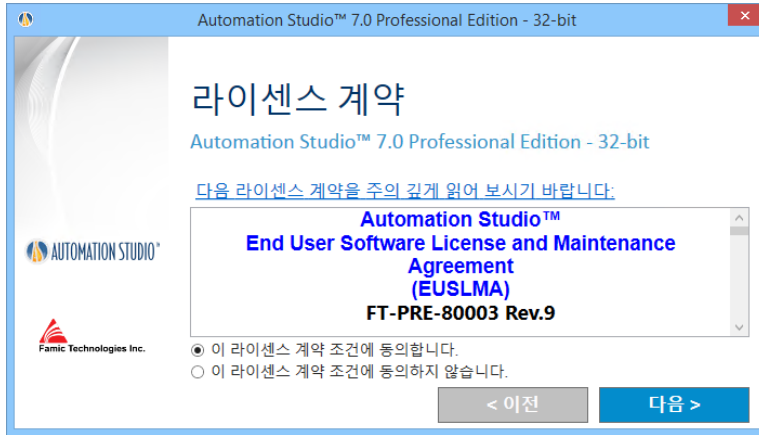 Automation Studio™ 7.0 Professional Edition - 32-bit
라이센스 계약
Automation Studio™ 7.0 Professional Edition - 32-bit
다음 라이센스 계약을 주의 깊게 읽어 보시기 바랍니다:
Automation Studio™
End User Software License and Maintenance
Agreement
(EUSLMA)
FT-PRE-80003 Rev.9
AUTOMATION STUDIO™
Famic Technologies Inc.
이 라이센스 계약 조건에 동의합니다.
이 라이센스 계약 조건에 동의하지 않습니다.
< 이전
다음 >